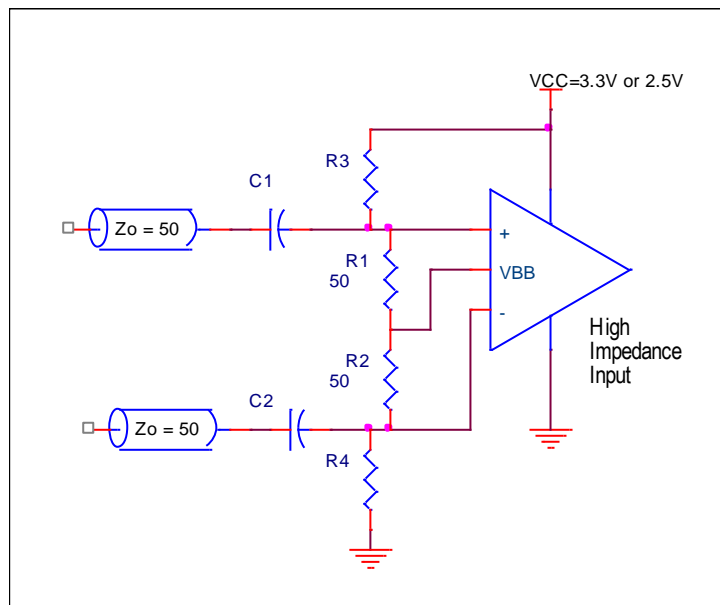 VCC=3.3V or 2.5V
R3
C1
Zo = 50
+
R1
50
VBB
-
High
Impedance
Input
R2
50
C2
Zo = 50
R4